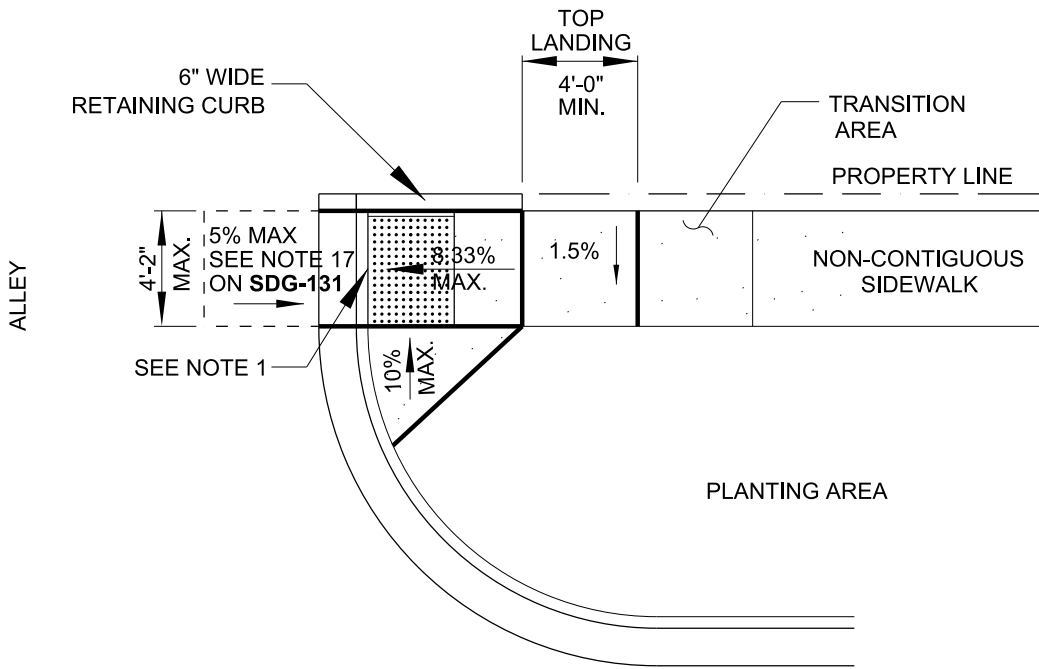 TOP
LANDING
4'-0"
MIN.
6" WIDE
RETAINING CURB
TRANSITION
AREA
PROPERTY LINE
ALLEY
4'-2"
MAX.
5% MAX
SEE NOTE 17
ON SDG-131
8.33%
MAX.
1.5%
NON-CONTIGUOUS
SIDEWALK
SEE NOTE 1
10%
MAX.
PLANTING AREA